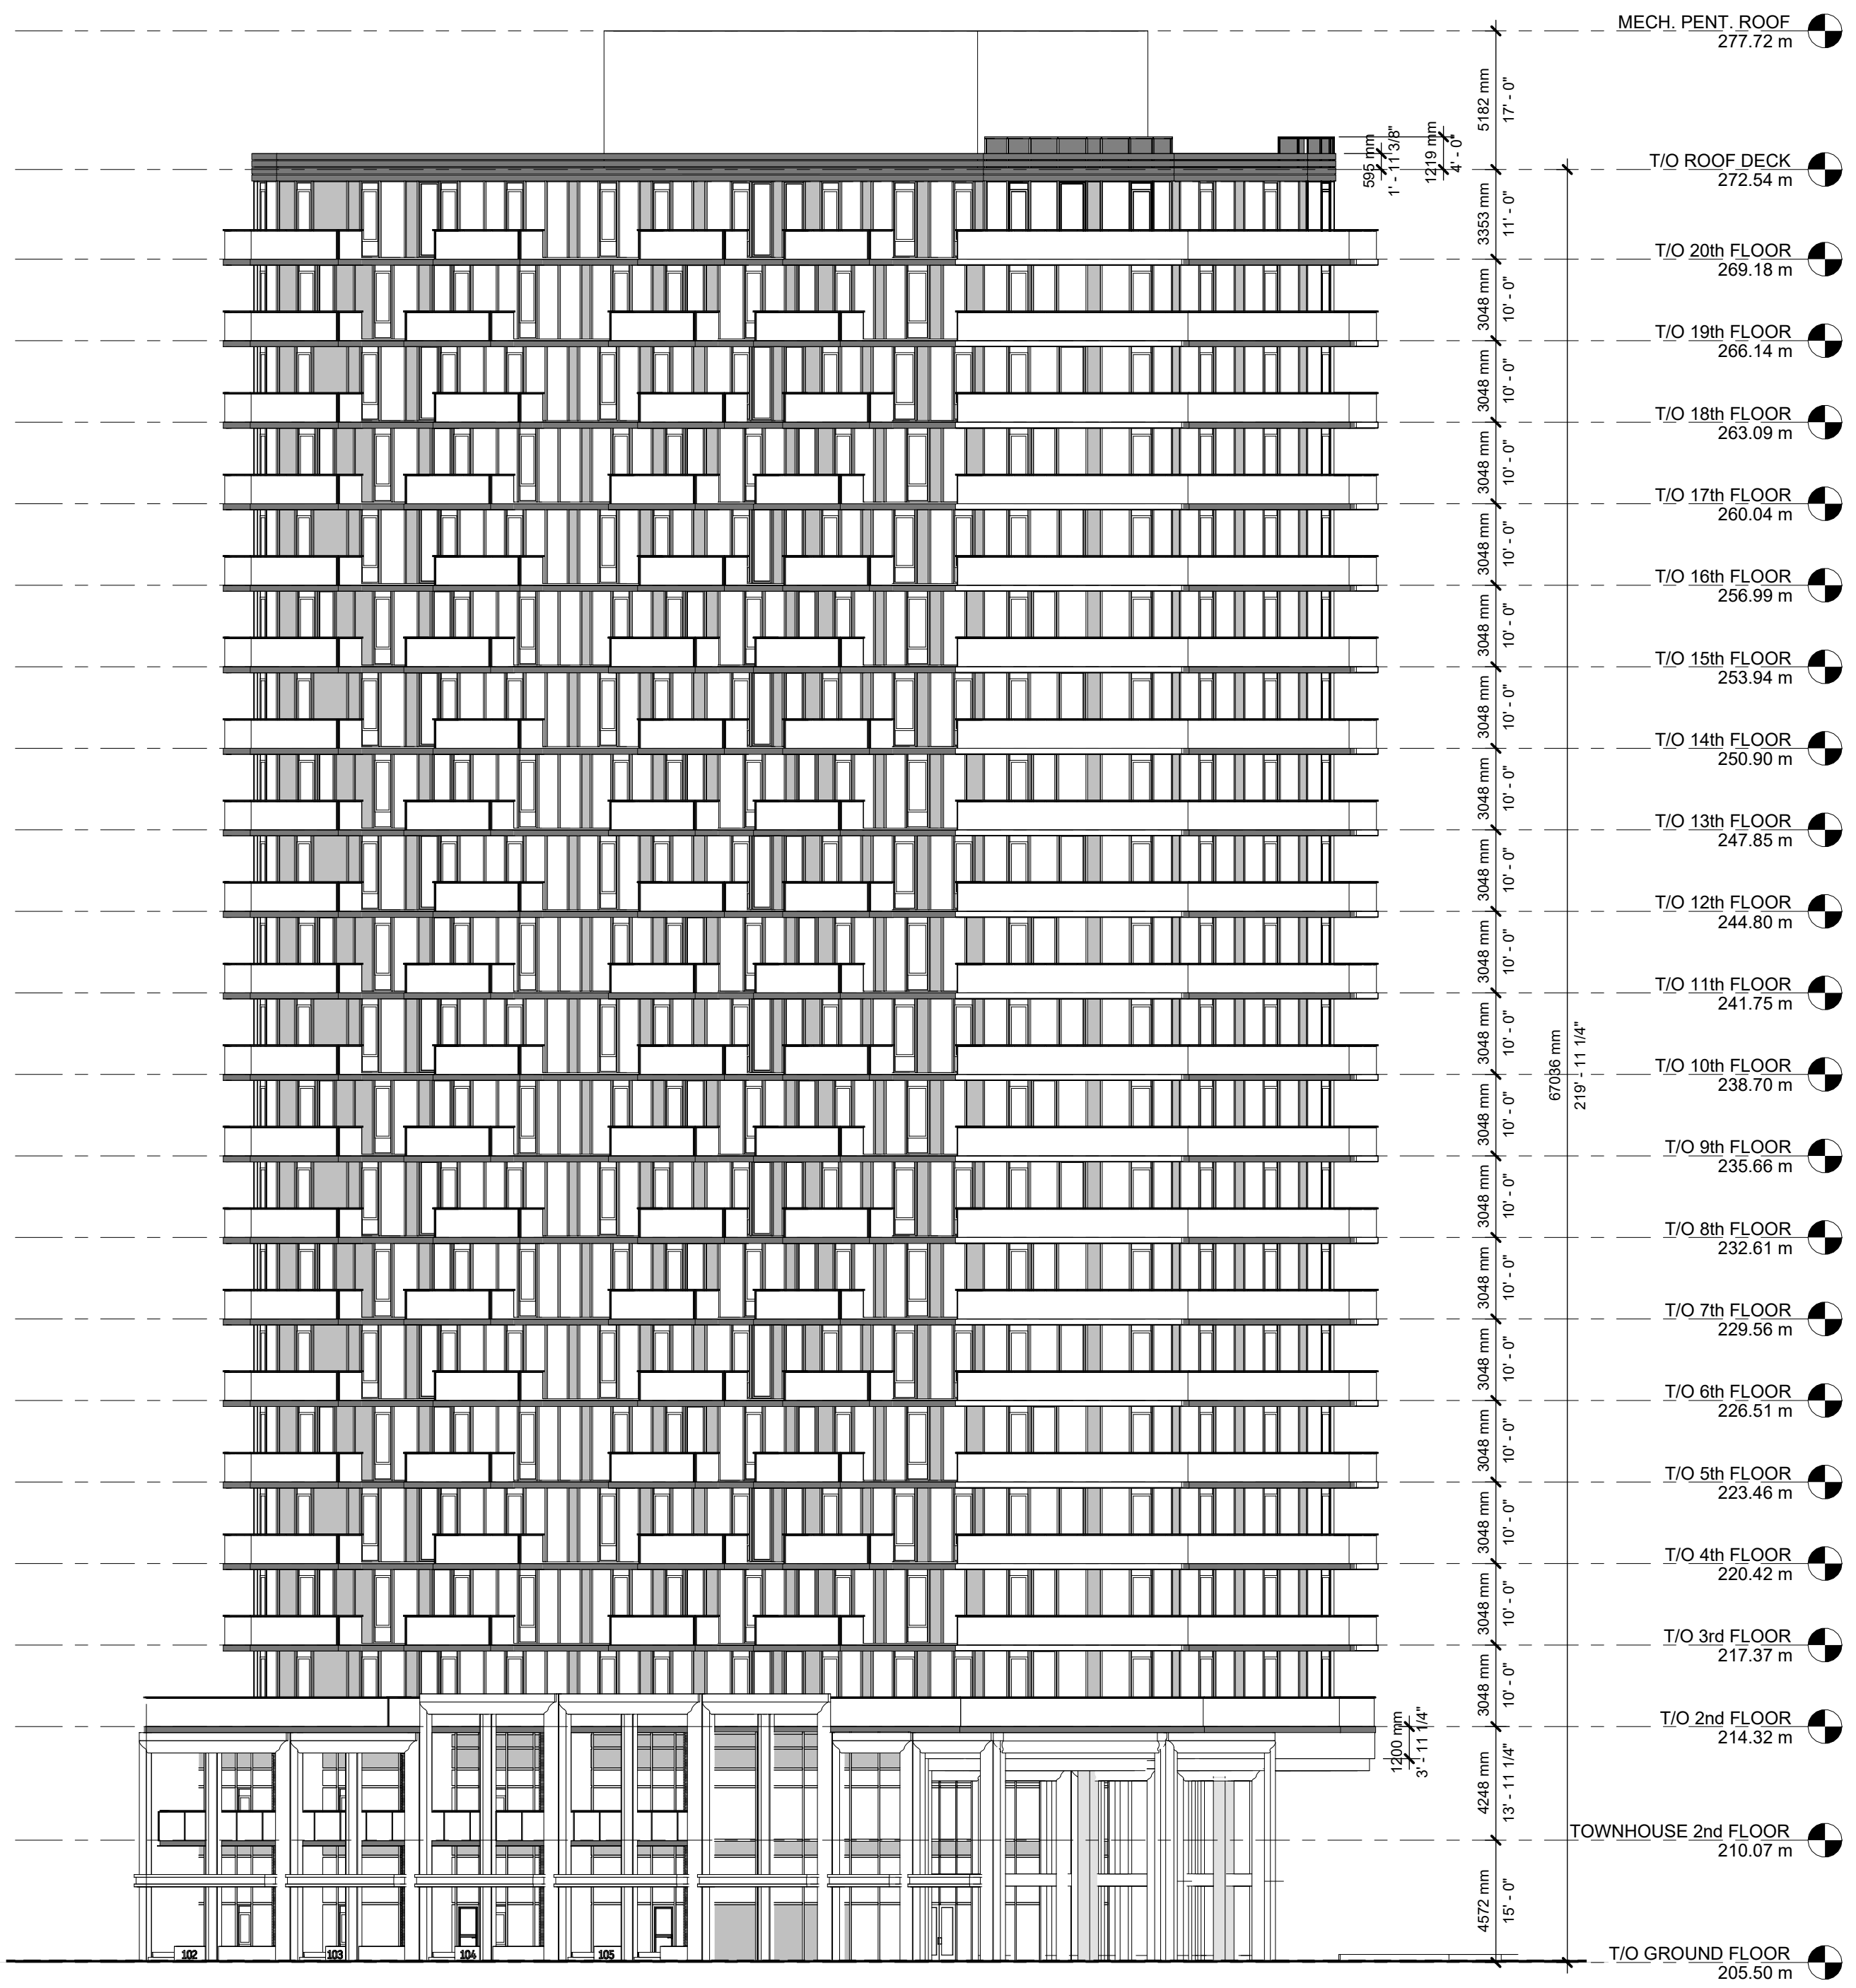 MECH. PENT. ROOF
277.72 m
5182 mm
17' - 0"
595 mm
1' - 11 3/8"
1219 mm
4' - 0"
T/O ROOF DECK
272.54 m
3353 mm
11' - 0"
T/O 20th FLOOR
269.18 m
3048 mm
10' - 0"
T/O 19th FLOOR
266.14 m
3048 mm
10' - 0"
T/O 18th FLOOR
263.09 m
3048 mm
10' - 0"
T/O 17th FLOOR
260.04 m
3048 mm
10' - 0"
T/O 16th FLOOR
256.99 m
3048 mm
10' - 0"
T/O 15th FLOOR
253.94 m
3048 mm
10' - 0"
T/O 14th FLOOR
250.90 m
3048 mm
10' - 0"
T/O 13th FLOOR
247.85 m
3048 mm
10' - 0"
T/O 12th FLOOR
244.80 m
3048 mm
10' - 0"
T/O 11th FLOOR
241.75 m
3048 mm
10' - 0"
67036 mm
219' - 11 1/4"
T/O 10th FLOOR
238.70 m
3048 mm
10' - 0"
T/O 9th FLOOR
235.66 m
3048 mm
10' - 0"
T/O 8th FLOOR
232.61 m
3048 mm
10' - 0"
T/O 7th FLOOR
229.56 m
3048 mm
10' - 0"
T/O 6th FLOOR
226.51 m
3048 mm
10' - 0"
T/O 5th FLOOR
223.46 m
3048 mm
10' - 0"
T/O 4th FLOOR
220.42 m
3048 mm
10' - 0"
T/O 3rd FLOOR
217.37 m
3048 mm
10' - 0"
T/O 2nd FLOOR
214.32 m
1200 mm
3' - 11 1/4"
4248 mm
13' - 11 1/4"
TOWNHOUSE 2nd FLOOR
210.07 m
4572 mm
15' - 0"
102
103
104
105
T/O GROUND FLOOR
205.50 m